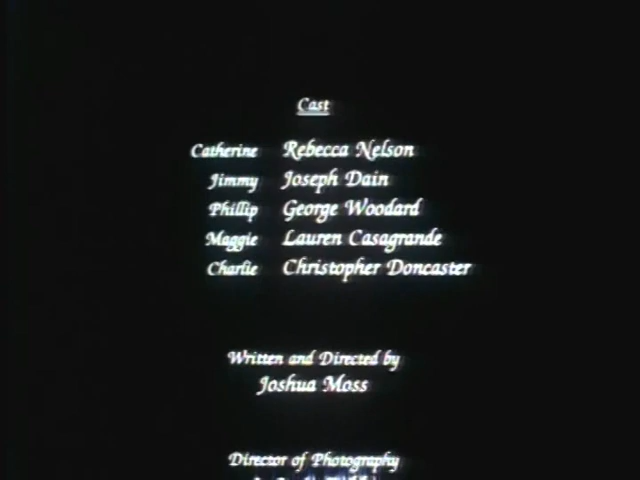 Cast
Catherine Rebecca Nelson
Jimmy Joseph Dain
Phillip George Woodard
Maggie Lauren Casagrande
Charlie Christopher Doncaster
Written and Directed by
Joshua Moss
Director of Photography